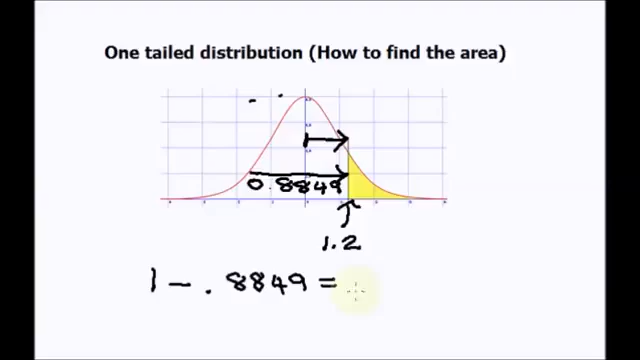 One tailed distribution (How to find the area)
0.8849
1.2
1 - .8849 =